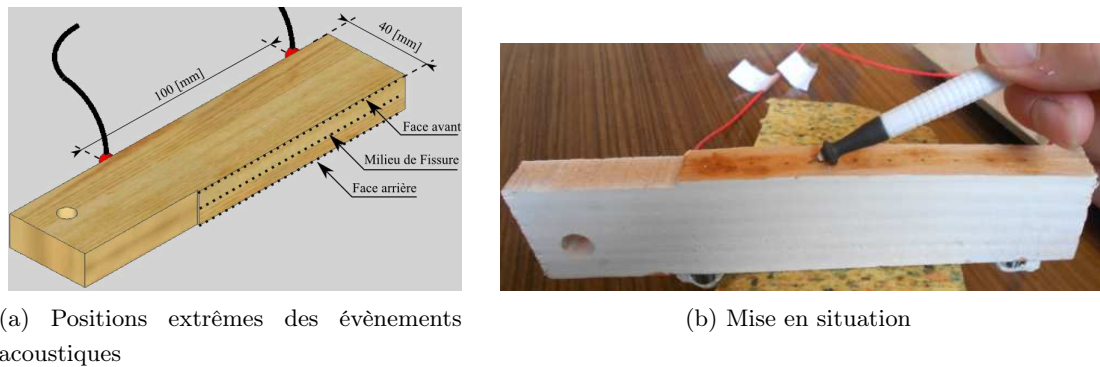 100 [mm]
40 [mm]
Face avant
Milieu de Fissure
Face arrière
(a) Positions extrêmes des évènements
acoustiques
(b) Mise en situation